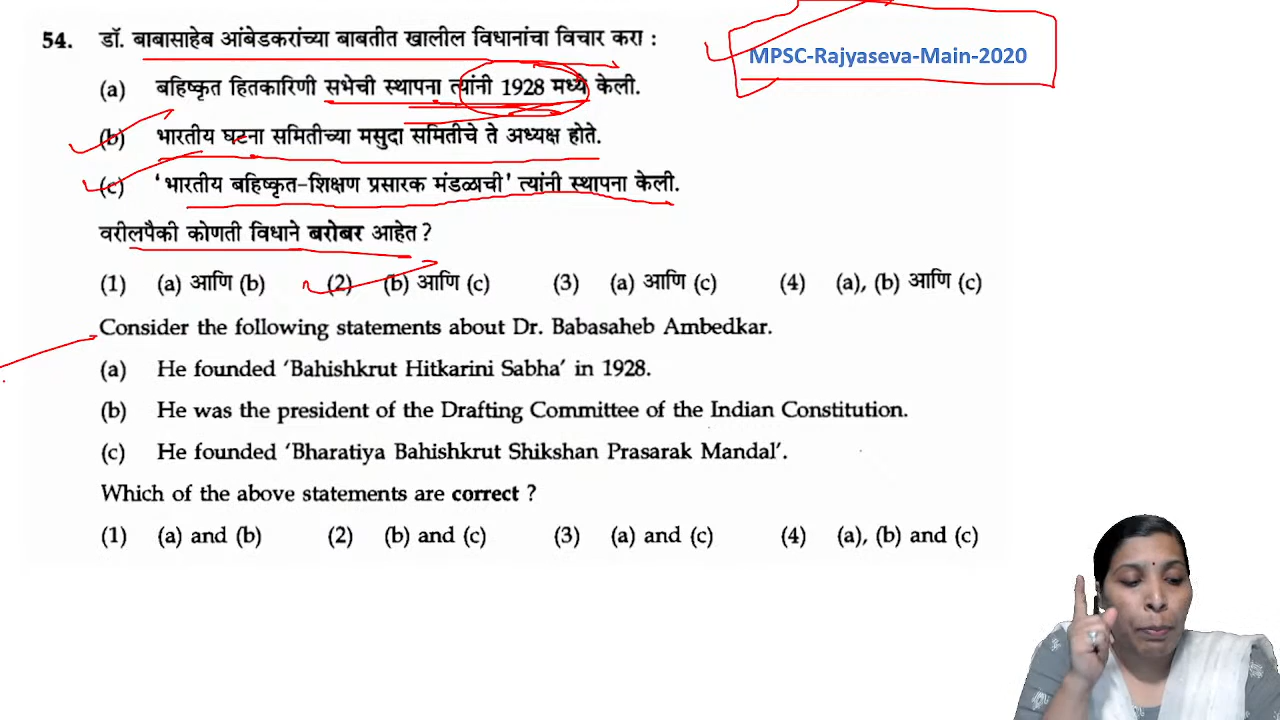 MPSC-Rajyaseva-Main-2020
54. डॉ. बाबासाहेब आंबेडकरांच्या बाबतीत खालील विधानांचा विचार करा :
(a) बहिष्कृत हितकारिणी सभेची स्थापना त्यांनी 1928 मध्ये केली.
(b) भारतीय घटना समितीच्या मसुदा समितीचे ते अध्यक्ष होते.
(c) ‘भारतीय बहिष्कृत-शिक्षण प्रसारक मंडळाची’ त्यांनी स्थापना केली.
वरीलपैकी कोणती विधाने बरोबर आहेत ?
(1) (a) आणि (b) (2) (b) आणि (c) (3) (a) आणि (c) (4) (a), (b) आणि (c)
Consider the following statements about Dr. Babasaheb Ambedkar.
(a) He founded ‘Bahishkrut Hitkarini Sabha’ in 1928.
(b) He was the president of the Drafting Committee of the Indian Constitution.
(c) He founded ‘Bharatiya Bahishkrut Shikshan Prasarak Mandal’.
Which of the above statements are correct ?
(1) (a) and (b) (2) (b) and (c) (3) (a) and (c) (4) (a), (b) and (c)